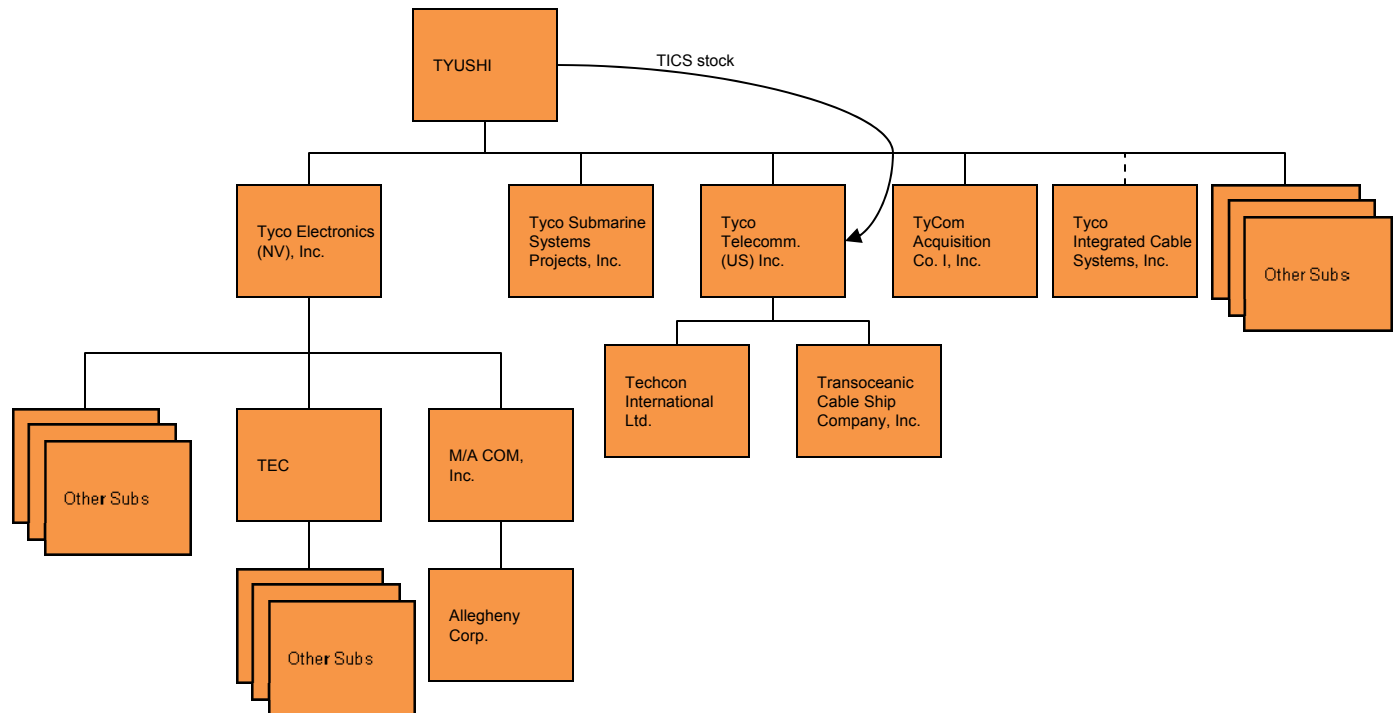 TYUSHI
TICS stock
Tyco Electronics
(NV), Inc.
Tyco Submarine
Systems
Projects, Inc.
Tyco
Telecomm.
(US) Inc.
TyCom
Acquisition
Co. I, Inc.
Tyco
Integrated Cable
Systems, Inc.
Other Subs
Techcon
International
Ltd.
Transoceanic
Cable Ship
Company, Inc.
Other Subs
TEC
M/A COM,
Inc.
Other Subs
Allegheny
Corp.